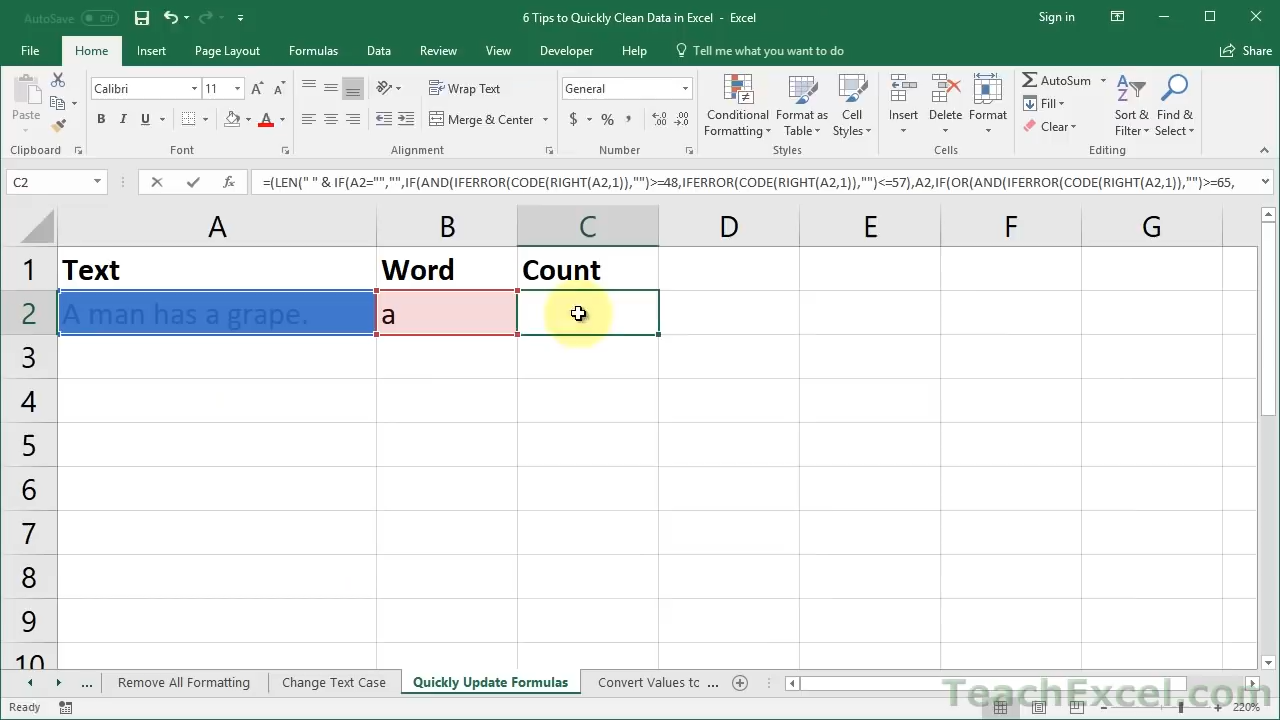 AutoSave Off 6 Tips to Quickly Clean Data in Excel - Excel Sign in
File Home Insert Page Layout Formulas Data Review View Developer Help Tell me what you want to do Share
Paste Calibri 11 Wrap Text General Conditional Formatting Format as Table Cell Styles Insert Delete Format AutoSum Fill Clear Sort & Filter Find & Select
B I U Merge & Center $ % ,
Clipboard Font Alignment Number Styles Cells Editing
C2 fx =(LEN(" " & IF(A2="","",IF(AND(IFERROR(CODE(RIGHT(A2,1)),"")>=48,IFERROR(CODE(RIGHT(A2,1)),"")<=57),A2,IF(OR(AND(IFERROR(CODE(RIGHT(A2,1)),"")>=65,
A B C D E F G
1 Text Word Count
2 A man has a grape. a
3
4
5
6
7
8
9
10
... Remove All Formatting Change Text Case Quickly Update Formulas Convert Values to ...
TeachExcel.com
Ready 220%